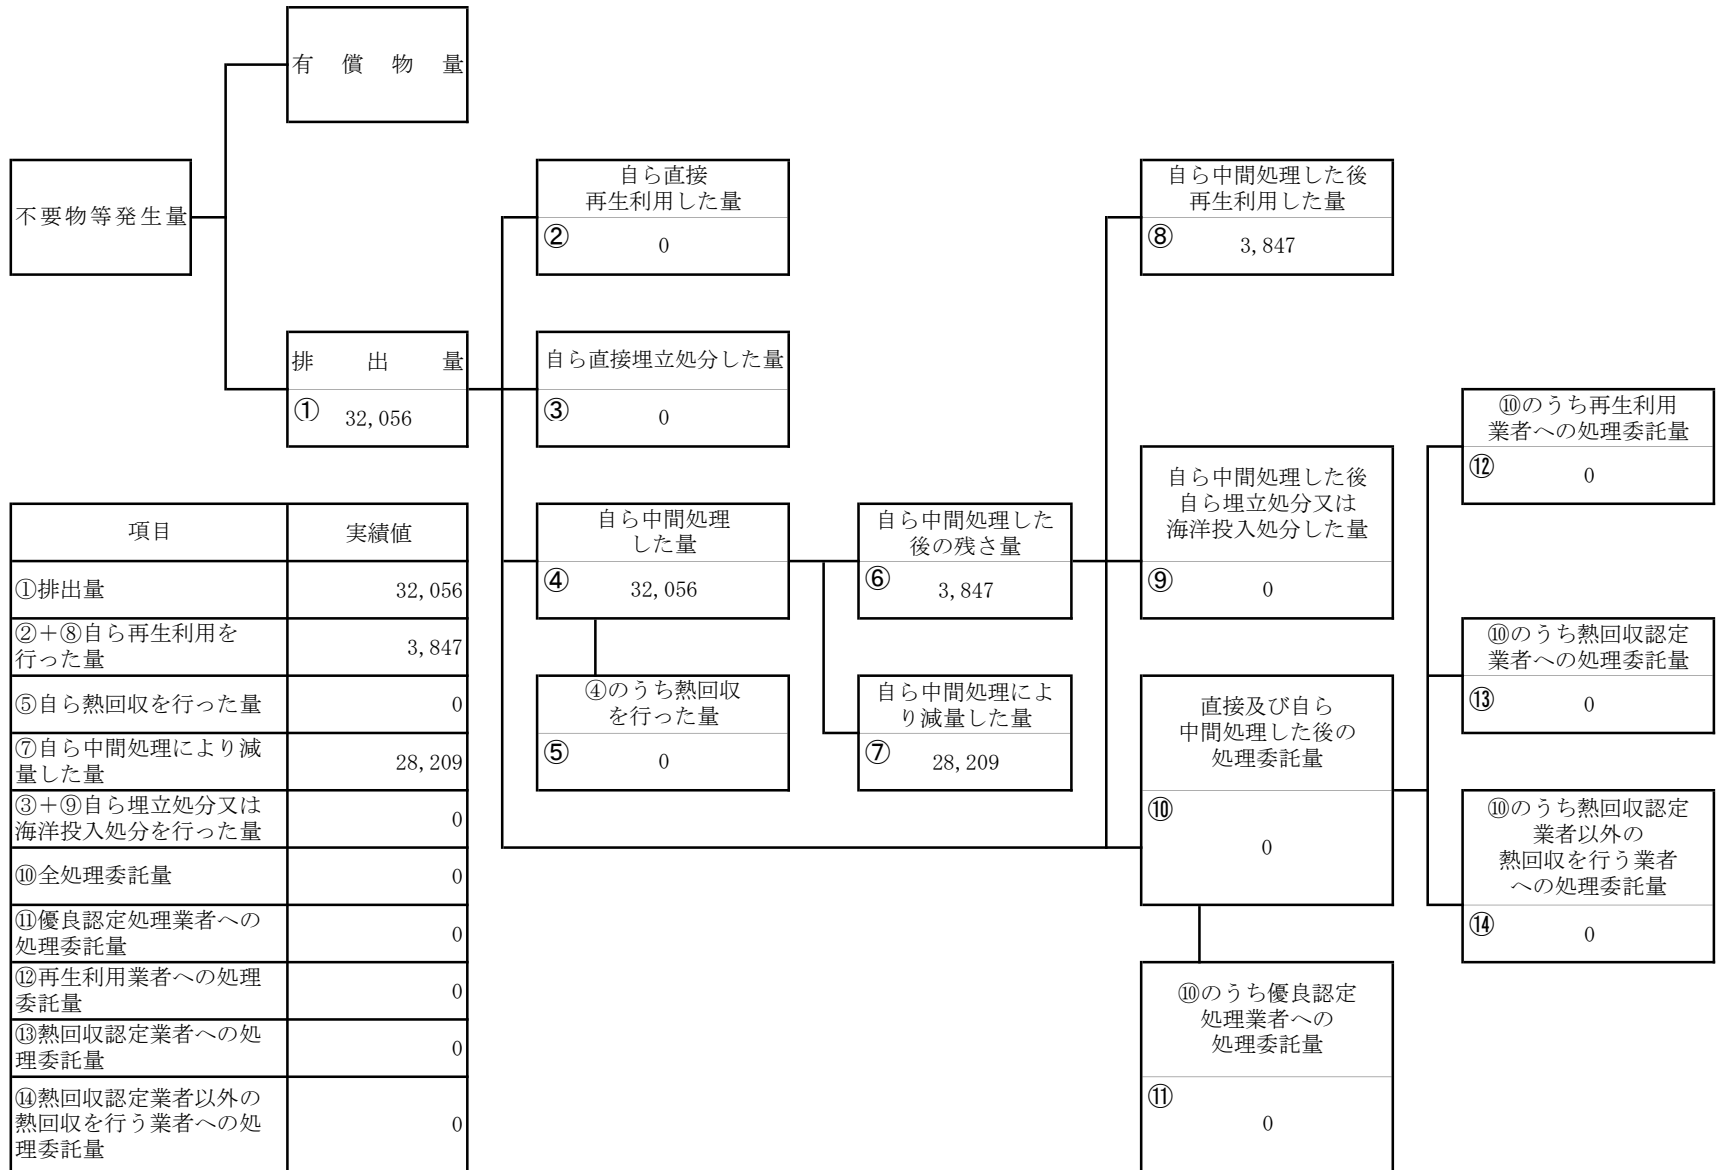 有償物量
不要物等発生量
自ら直接
再生利用した量
②
0
自ら中間処理した後
再生利用した量
⑧
3,847
排出量
①
32,056
自ら直接埋立処分した量
③
0
⑩のうち再生利用
業者への処理委託量
⑫
0
自ら中間処理
した量
④
32,056
自ら中間処理した
後の残さ量
⑥
3,847
自ら中間処理した後
自ら埋立処分又は
海洋投入処分した量
⑨
0
⑩のうち熱回収認定
業者への処理委託量
⑬
0
④のうち熱回収
を行った量
⑤
0
自ら中間処理によ
り減量した量
⑦
28,209
直接及び自ら
中間処理した後の
処理委託量
⑩
0
⑩のうち熱回収認定
業者以外の
熱回収を行う業者
への処理委託量
⑭
0
⑩のうち優良認定
処理業者への
処理委託量
⑪
0
項目 実績値
①排出量 32,056
②＋⑧自ら再生利用を
行った量 3,847
⑤自ら熱回収を行った量 0
⑦自ら中間処理により減
量した量 28,209
③＋⑨自ら埋立処分又は
海洋投入処分を行った量 0
⑩全処理委託量 0
⑪優良認定処理業者への
処理委託量 0
⑫再生利用業者への処理
委託量 0
⑬熱回収認定業者への処
理委託量 0
⑭熱回収認定業者以外の
熱回収を行う業者への処
理委託量 0